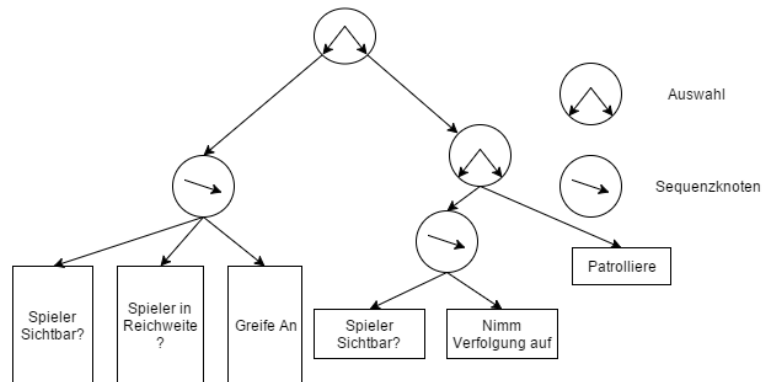 Auswahl
Sequenzknoten
Patrolliere
Spieler
Sichtbar?
Spieler in
Reichweite
?
Greife An
Spieler
Sichtbar?
Nimm
Verfolgung auf